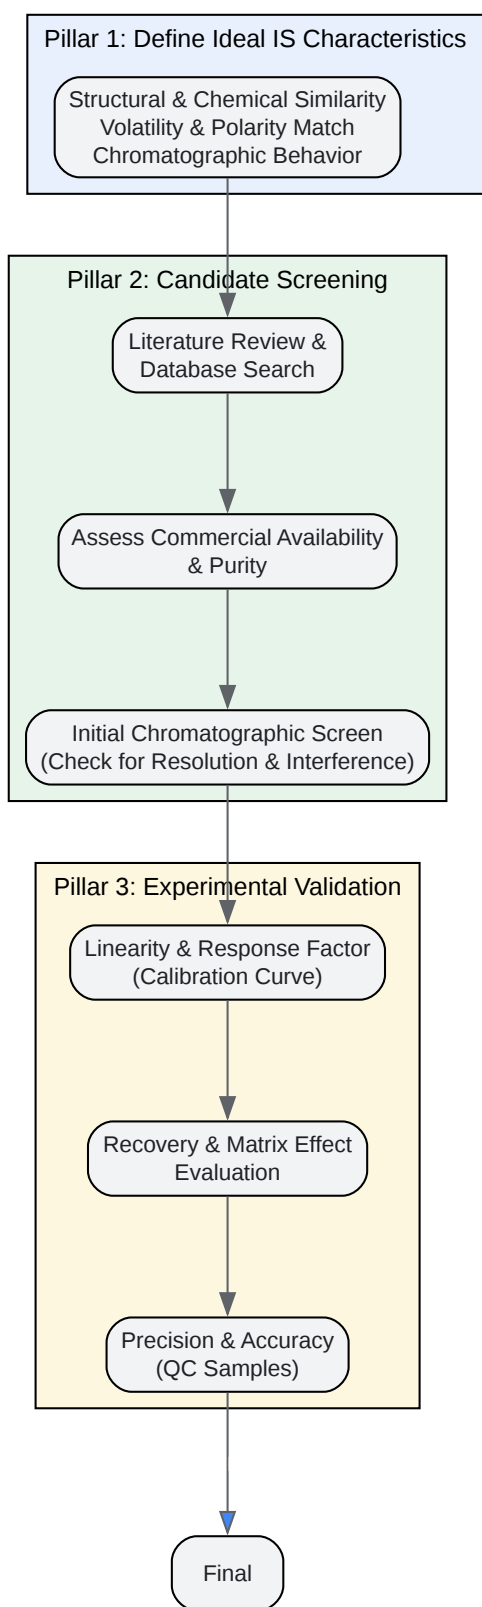 Pillar 1: Define Ideal IS Characteristics
Structural & Chemical Similarity
Volatility & Polarity Match
Chromatographic Behavior
Pillar 2: Candidate Screening
Literature Review &
Database Search
Assess Commercial Availability
& Purity
Initial Chromatographic Screen
(Check for Resolution & Interference)
Pillar 3: Experimental Validation
Linearity & Response Factor
(Calibration Curve)
Recovery & Matrix Effect
Evaluation
Precision & Accuracy
(QC Samples)
Final